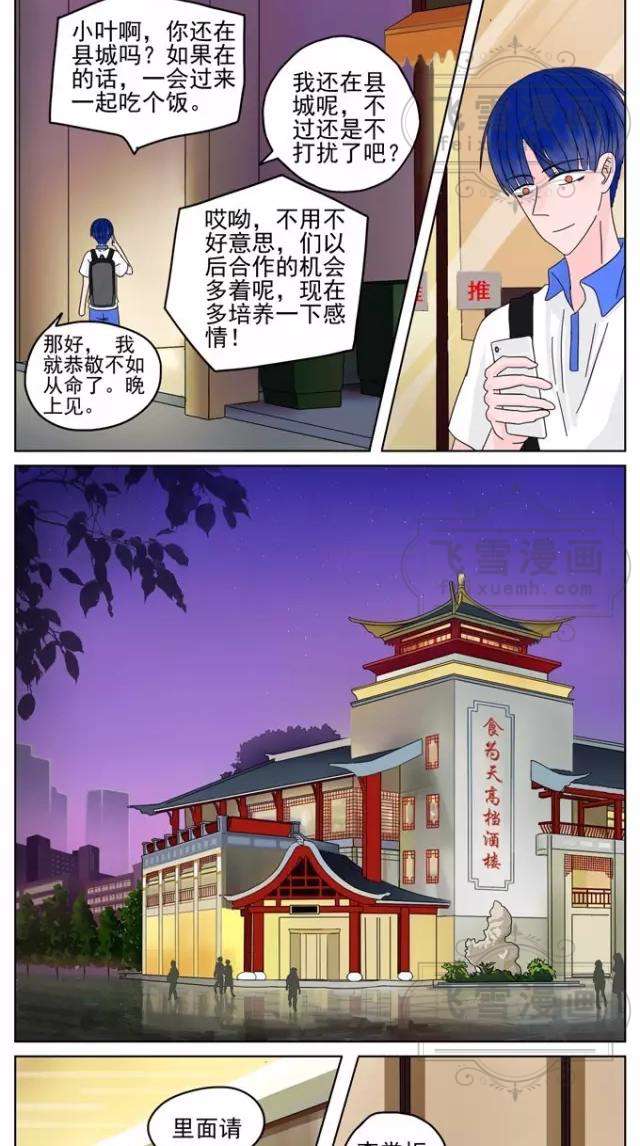 小叶啊，你还在
县城吗？如果在
的话，一会过来
一起吃个饭。
我还在县
城呢，不
过还是不
打扰了吧？
哎呦，不用不
好意思，们以
后合作的机会
多着呢，现在
多培养一下感
情！
那好， 我
就恭敬不如
从命了。晚
上见。
飞雪漫画
推
推
飞雪漫画
feixuemh.com
食为天高档酒楼
飞雪漫画
里面请